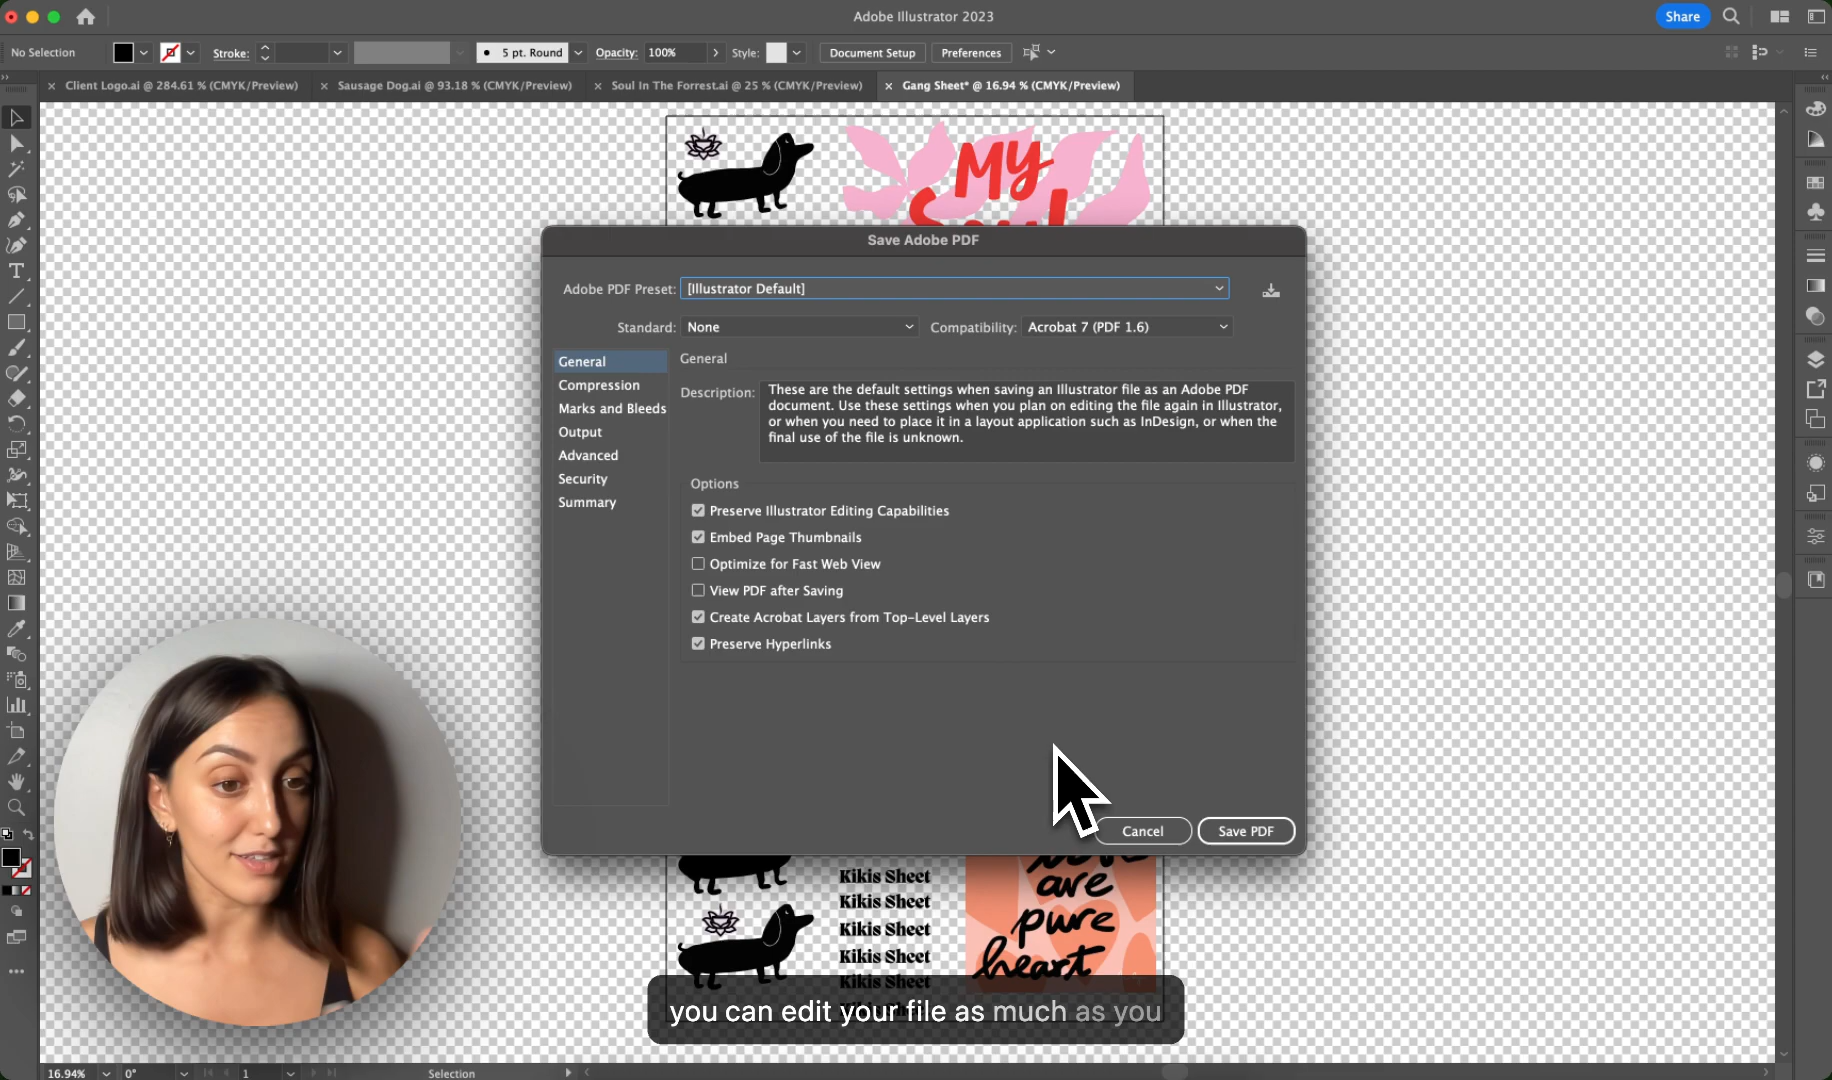 Adobe Illustrator 2023
Share
No Selection
Stroke:
5 pt. Round
Opacity:
100%
Style:
Document Setup
Preferences
Client Logo.ai @ 284.61 % (CMYK/Preview)
Sausage Dog.ai @ 93.18 % (CMYK/Preview)
Soul In The Forrest.ai @ 25 % (CMYK/Preview)
Gang Sheet* @ 16.94 % (CMYK/Preview)
My
Soul
Save Adobe PDF
Adobe PDF Preset:
[Illustrator Default]
Standard:
None
Compatibility:
Acrobat 7 (PDF 1.6)
General
Compression
Marks and Bleeds
Output
Advanced
Security
Summary
General
Description:
These are the default settings when saving an Illustrator file as an Adobe PDF
document. Use these settings when you plan on editing the file again in Illustrator,
or when you need to place it in a layout application such as InDesign, or when the
final use of the file is unknown.
Options
Preserve Illustrator Editing Capabilities
Embed Page Thumbnails
Optimize for Fast Web View
View PDF after Saving
Create Acrobat Layers from Top-Level Layers
Preserve Hyperlinks
Cancel
Save PDF
Kikis Sheet
Kikis Sheet
Kikis Sheet
Kikis Sheet
Kikis Sheet
are
pure
heart
you can edit your file as much as you
16.94%
0°
1
Selection